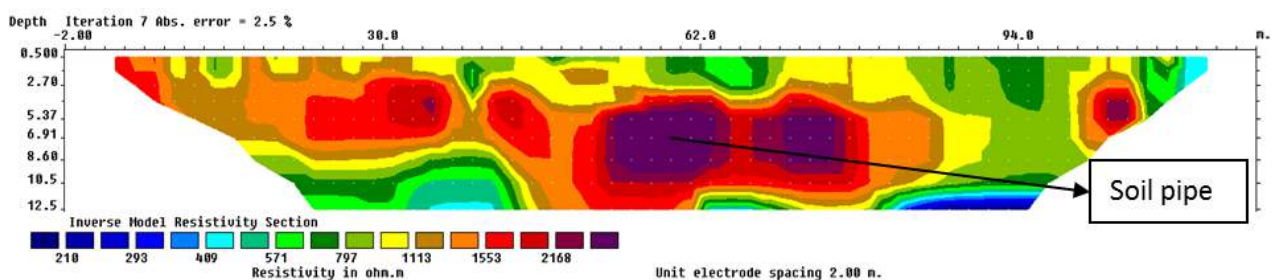 Depth Iteration 7 Abs. error = 2.5 %
-2.00 30.0 62.0 94.0 m.
0.500
2.70
5.37
6.91
8.60
10.5
12.5
Soil pipe
Inverse Model Resistivity Section
210 293 409 571 797 1113 1553 2168
Resistivity in ohm.m Unit electrode spacing 2.00 m.